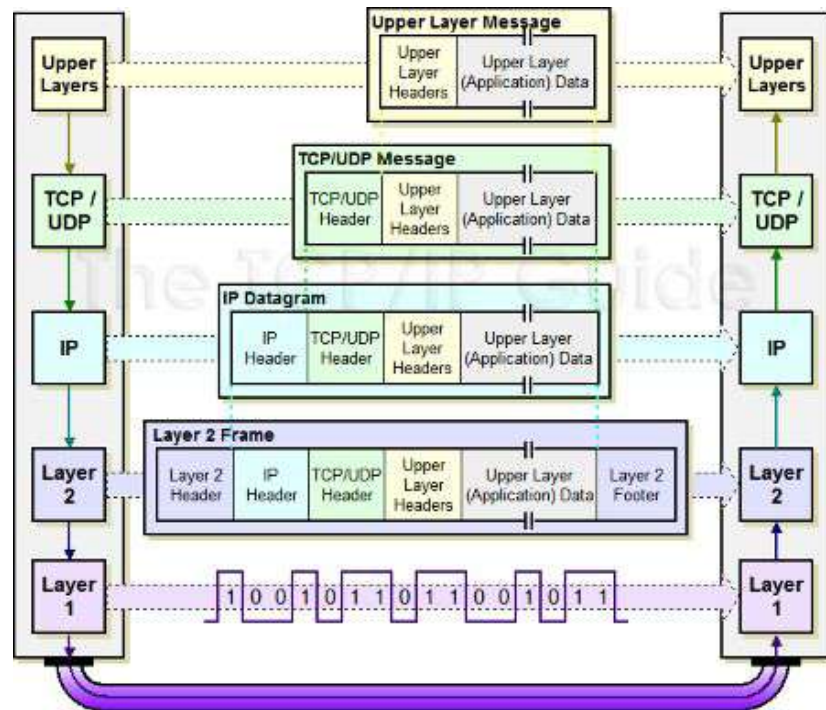 Upper Layer Message
Upper
Layers
Upper
Layer
Headers
Upper Layer
(Application) Data
Upper
Layers
TCP/UDP Message
TCP /
UDP
TCP/UDP
Header
Upper
Layer
Headers
Upper Layer
(Application) Data
TCP /
UDP
The TCP/IP Guide
IP Datagram
IP
IP
Header
TCP/UDP
Header
Upper
Layer
Headers
Upper Layer
(Application) Data
IP
Layer 2 Frame
Layer
2
Layer 2
Header
IP
Header
TCP/UDP
Header
Upper
Layer
Headers
Upper Layer
(Application) Data
Layer 2
Footer
Layer
2
Layer
1
1 0 0 1 0 1 1 0 1 1 0 0 1 0 1 1
Layer
1